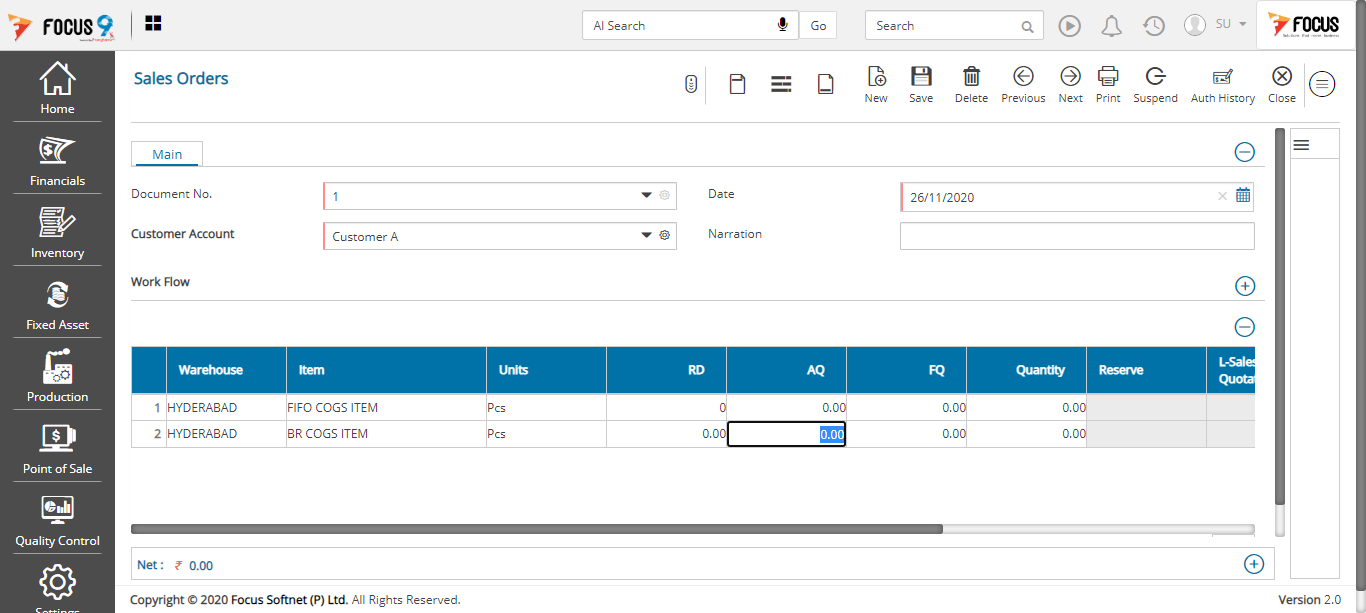 FOCUS 9
AI Search
Go
Search
SU
FOCUS
Home
Financials
Inventory
Fixed Asset
Production
Point of Sale
Quality Control
Settings
Sales Orders
New
Save
Delete
Previous
Next
Print
Suspend
Auth History
Close
Main
Document No. 1 Date 26/11/2020
Customer Account Customer A Narration
Work Flow
Warehouse Item Units RD AQ FQ Quantity Reserve L-Sales Quotat
1 HYDERABAD FIFO COGS ITEM Pcs 0 0.00 0.00 0.00
2 HYDERABAD BR COGS ITEM Pcs 0.00 0.00 0.00 0.00
Net : ₹ 0.00
Copyright © 2020 Focus Softnet (P) Ltd. All Rights Reserved. Version 2.0